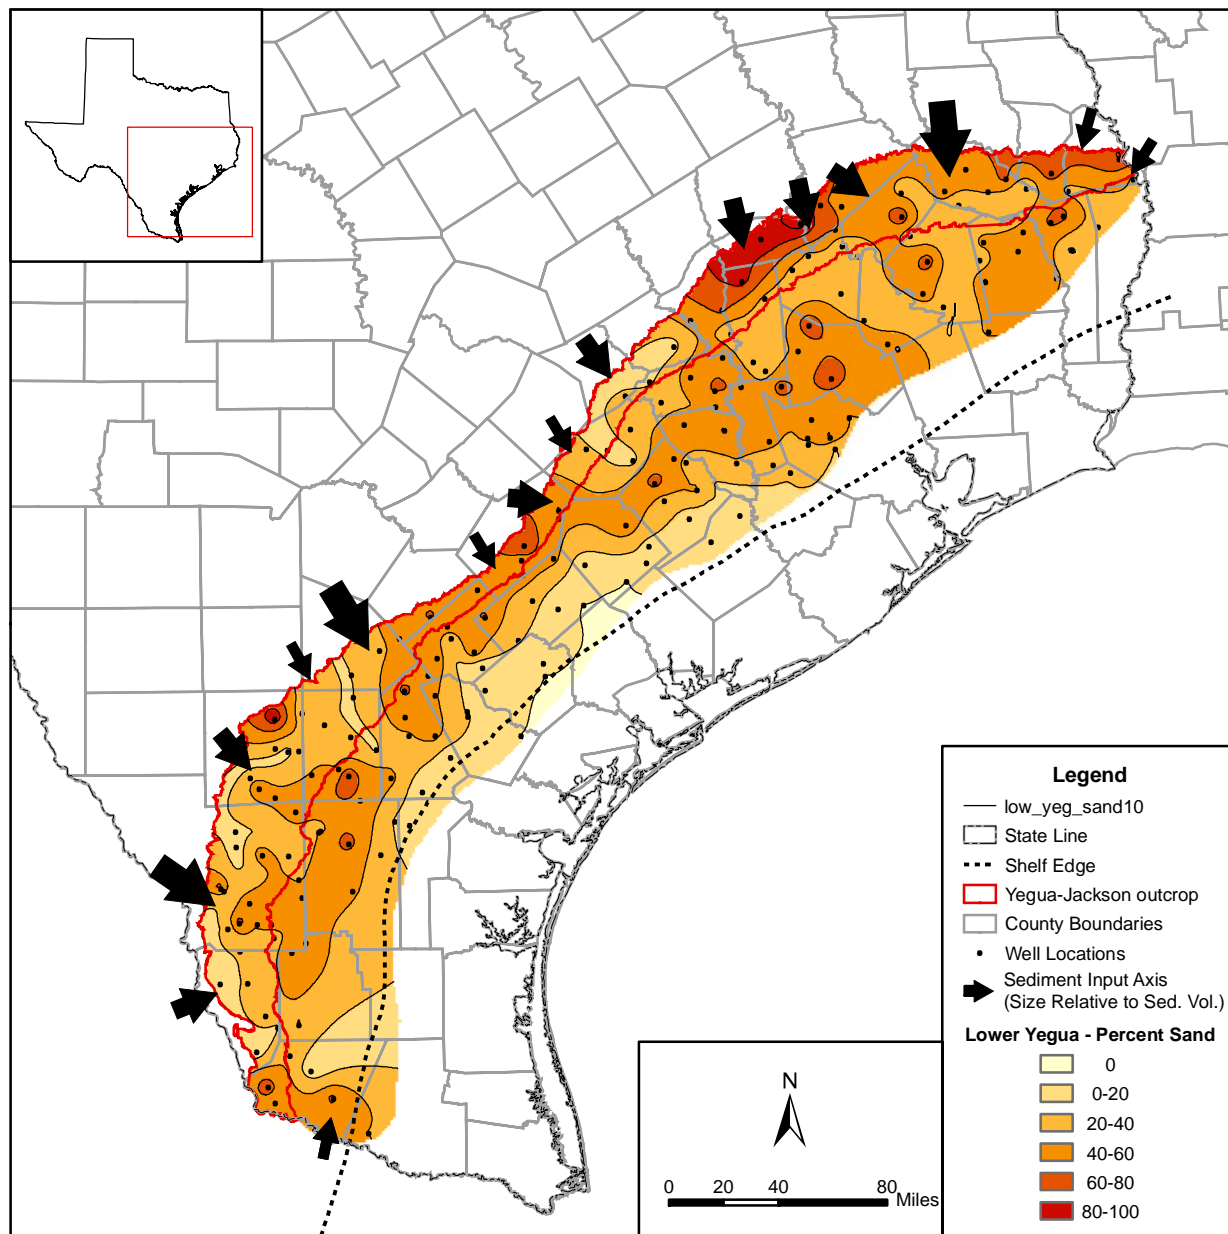 Legend
low_yeg_sand10
State Line
Shelf Edge
Yegua-Jackson outcrop
County Boundaries
Well Locations
Sediment Input Axis
(Size Relative to Sed. Vol.)
Lower Yegua - Percent Sand
0
0-20
20-40
40-60
60-80
80-100
N
0 20 40 80 Miles